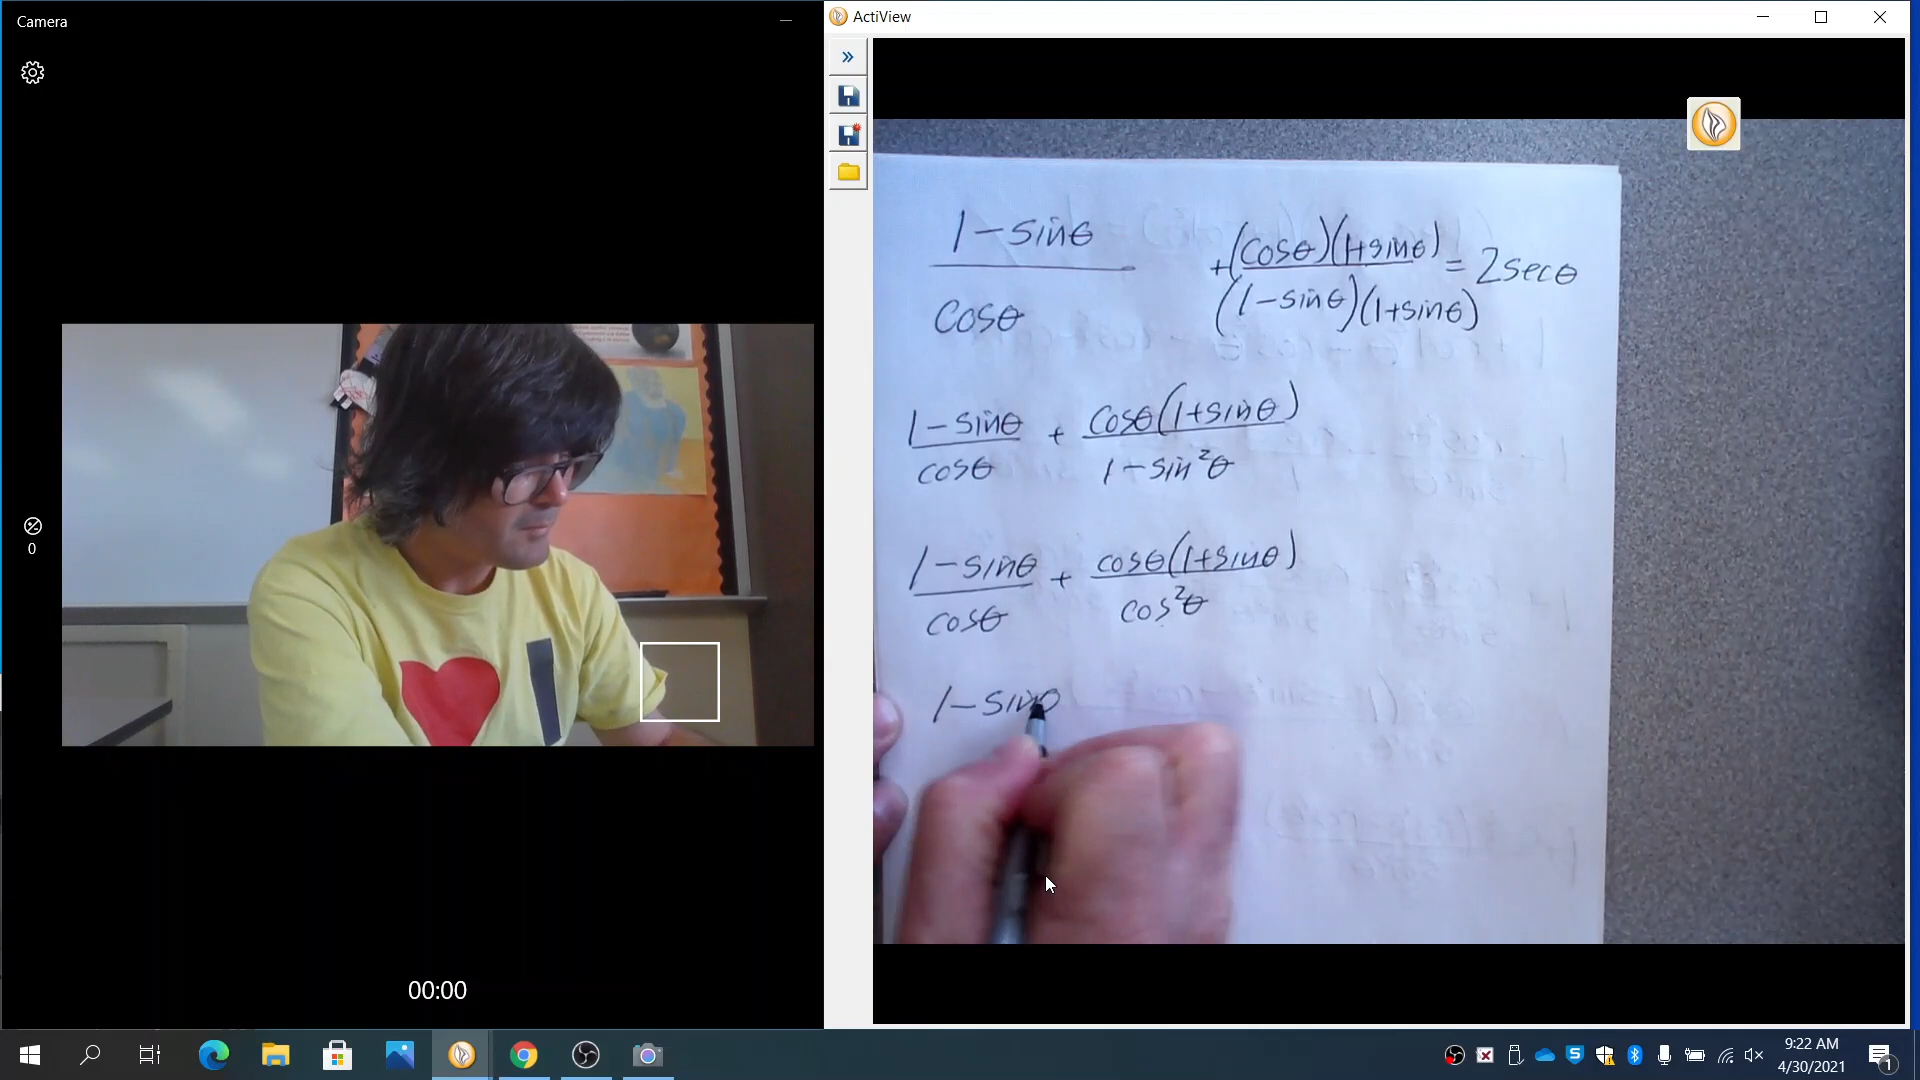 Camera
ActiView
1-sinθ/cosθ + (cosθ)(1+sinθ)/(1-sinθ)(1+sinθ) = 2secθ
1-sinθ/cosθ + cosθ(1+sinθ)/1-sin²θ
1-sinθ/cosθ + cosθ(1+sinθ)/cos²θ
1-sinθ
0
00:00
9:22 AM
4/30/2021
1